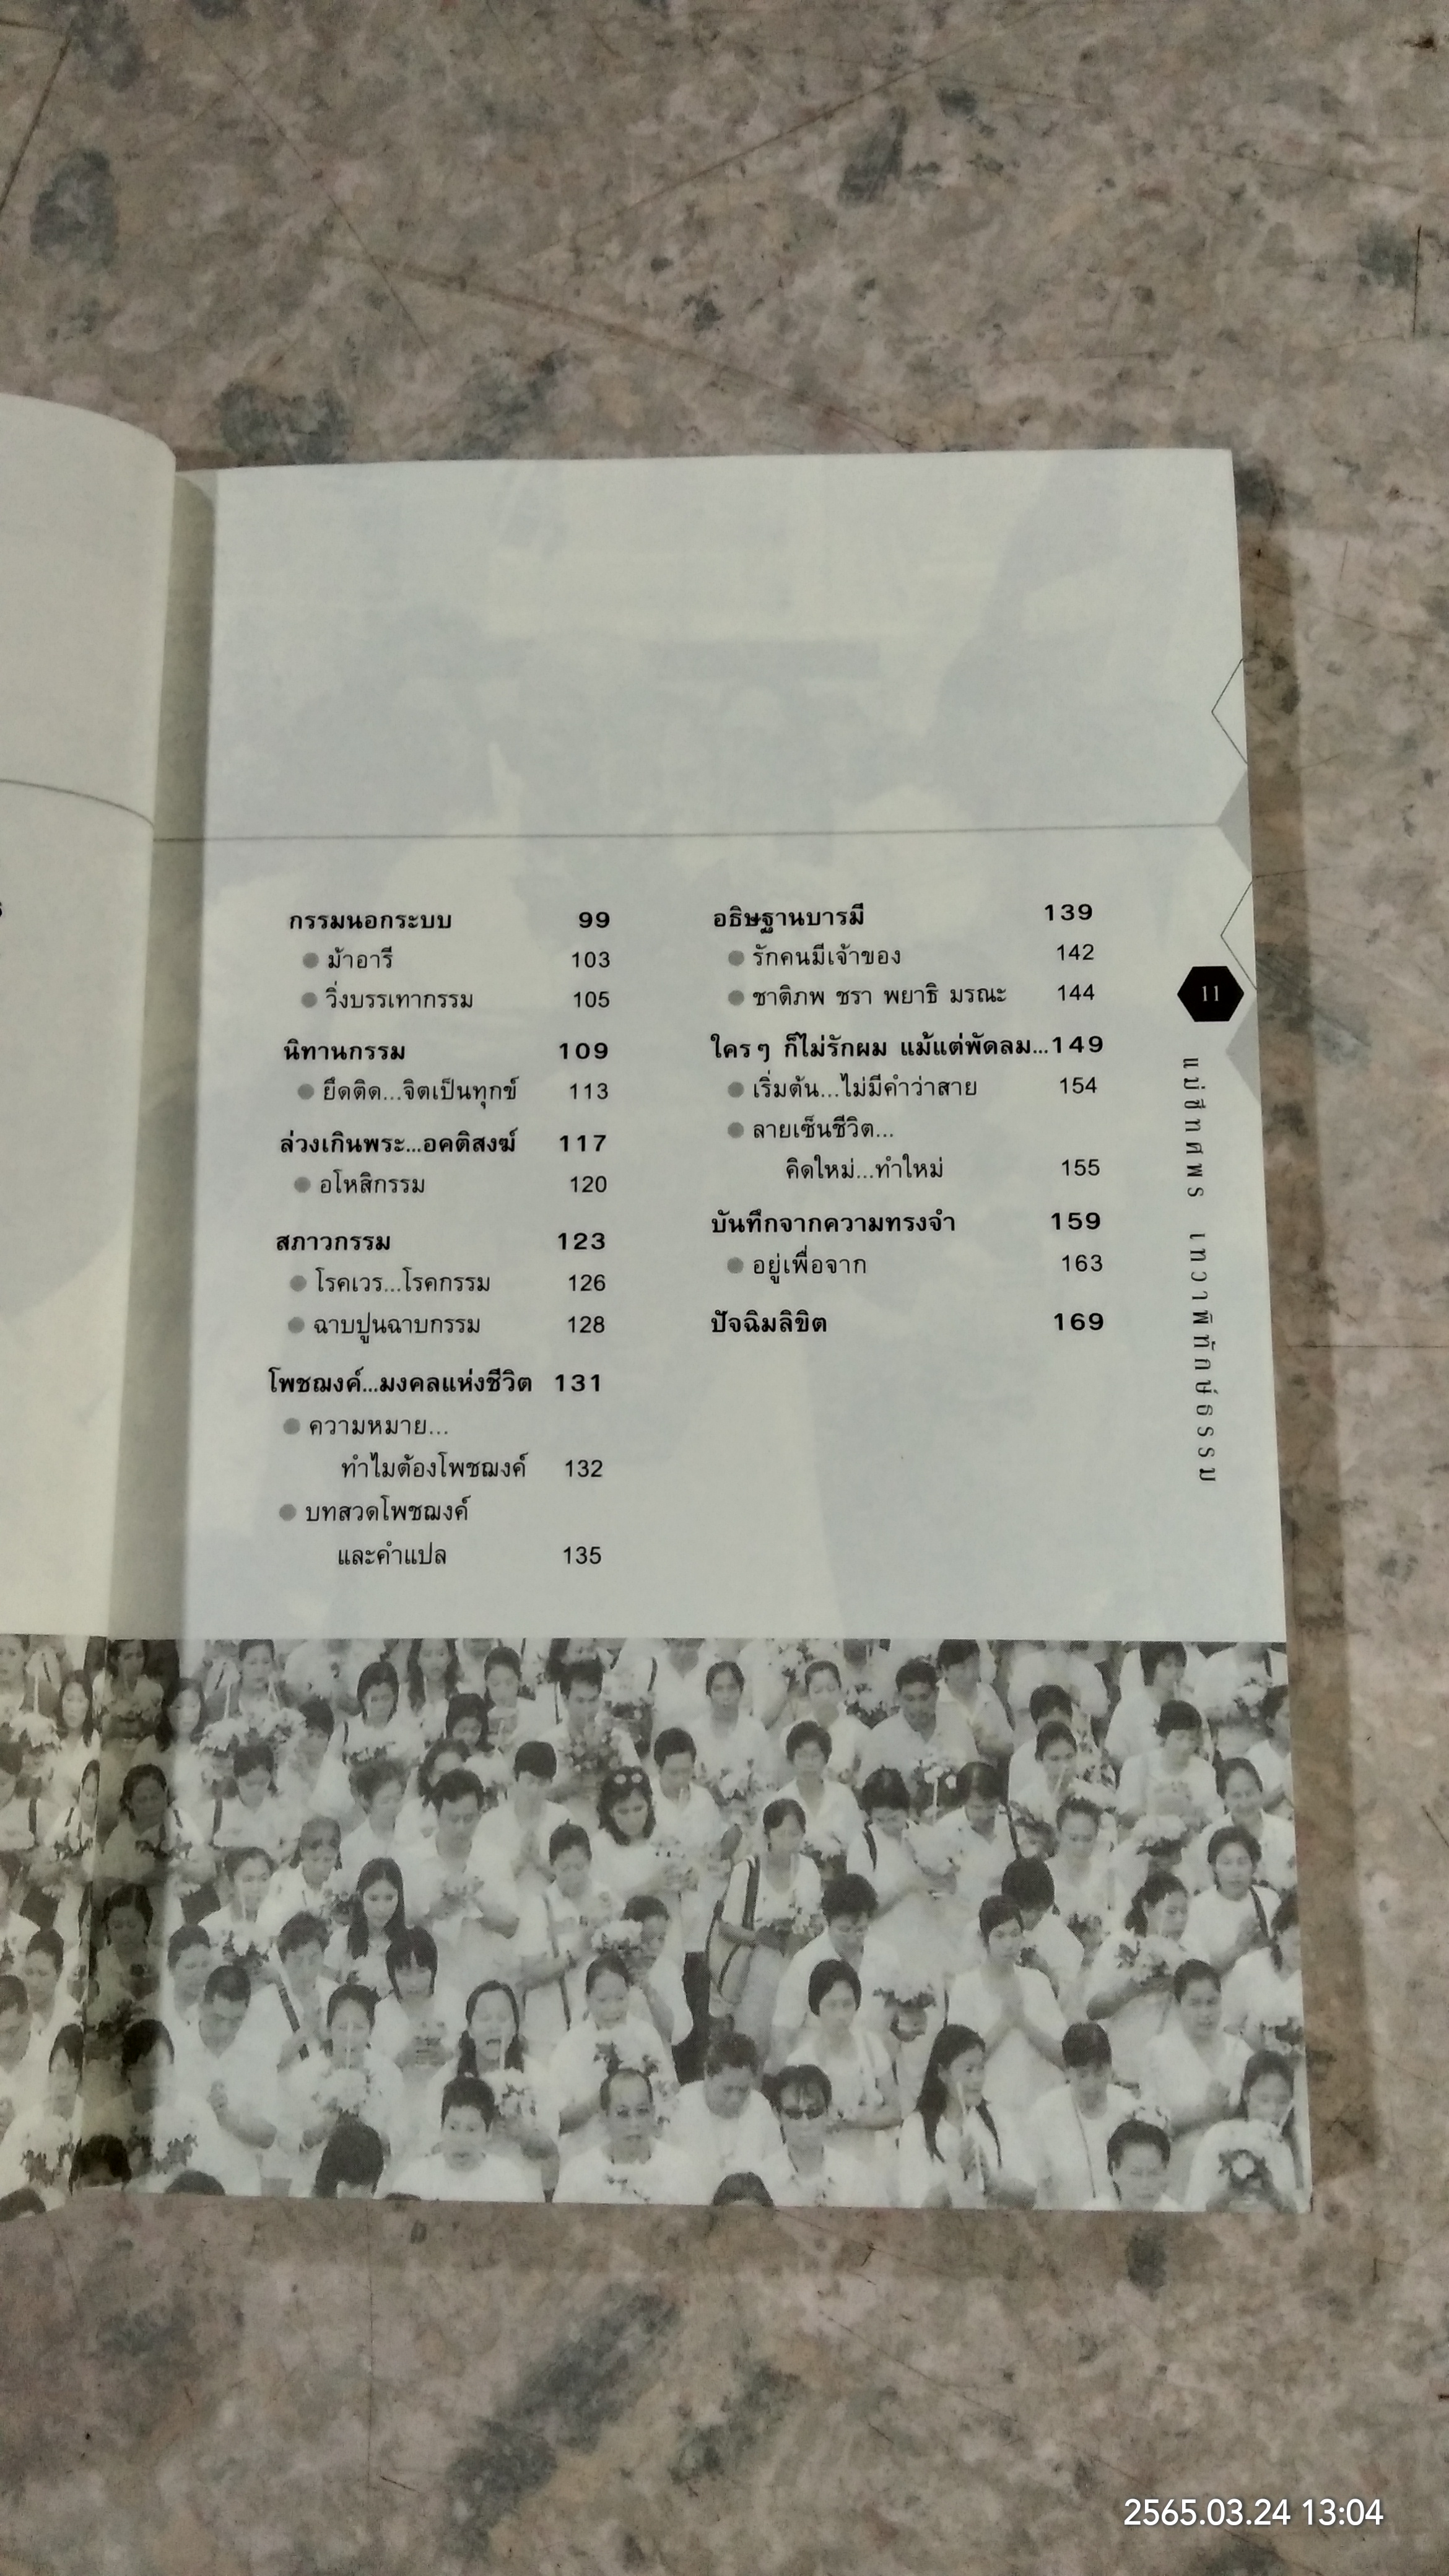 กรรมนอกระบบ 99
ม้าอารี 103
วิ่งบรรเทากรรม 105
นิทานกรรม 109
ยึดติด...จิตเป็นทุกข์ 113
ล่วงเกินพระ...อคติสงฆ์ 117
อโหสิกรรม 120
สภาวกรรม 123
โรคเวร...โรคกรรม 126
ฉาบปูนฉาบกรรม 128
โพชฌงค์...มงคลแห่งชีวิต 131
ความหมาย...
ทำไมต้องโพชฌงค์ 132
บทสวดโพชฌงค์
และคำแปล 135
อธิษฐานบารมี 139
รักคนมีเจ้าของ 142
ชาติภพ ชรา พยาธิ มรณะ 144
ใครๆ ก็ไม่รักผม แม้แต่พัดลม...149
เริ่มต้น...ไม่มีคำว่าสาย 154
ลายเซ็นชีวิต...
คิดใหม่...ทำใหม่ 155
บันทึกจากความทรงจำ 159
อยู่เพื่อจาก 163
ปัจฉิมลิขิต 169
11
แม่สิทศพร เทวาพิทักษ์ธรรม
2565.03.24 13:04